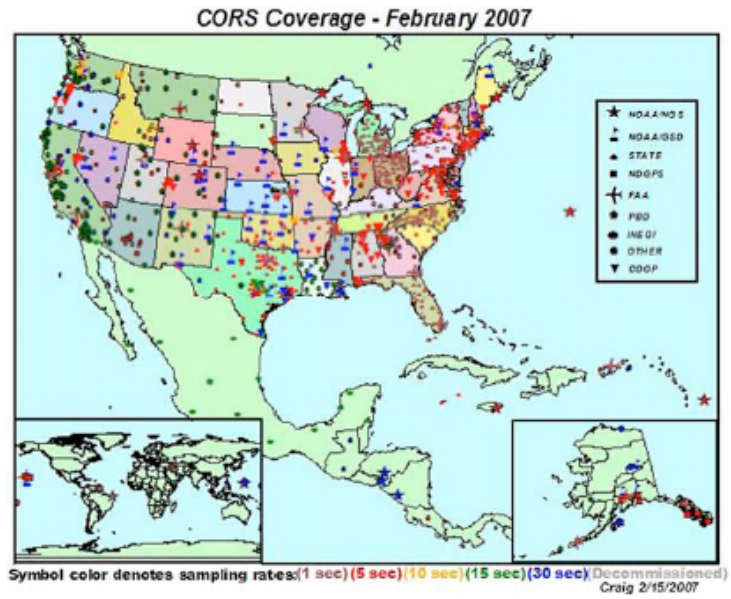 CORS Coverage - February 2007
NOAA/NGS
NOAA/GSD
STATE
NDGPS
FAA
PBO
INEGI
OTHER
COOP
Symbol color denotes sampling rates:(1 sec)(5 sec)(10 sec)(15 sec)(30 sec)(Decommissioned)
Craig 2/15/2007